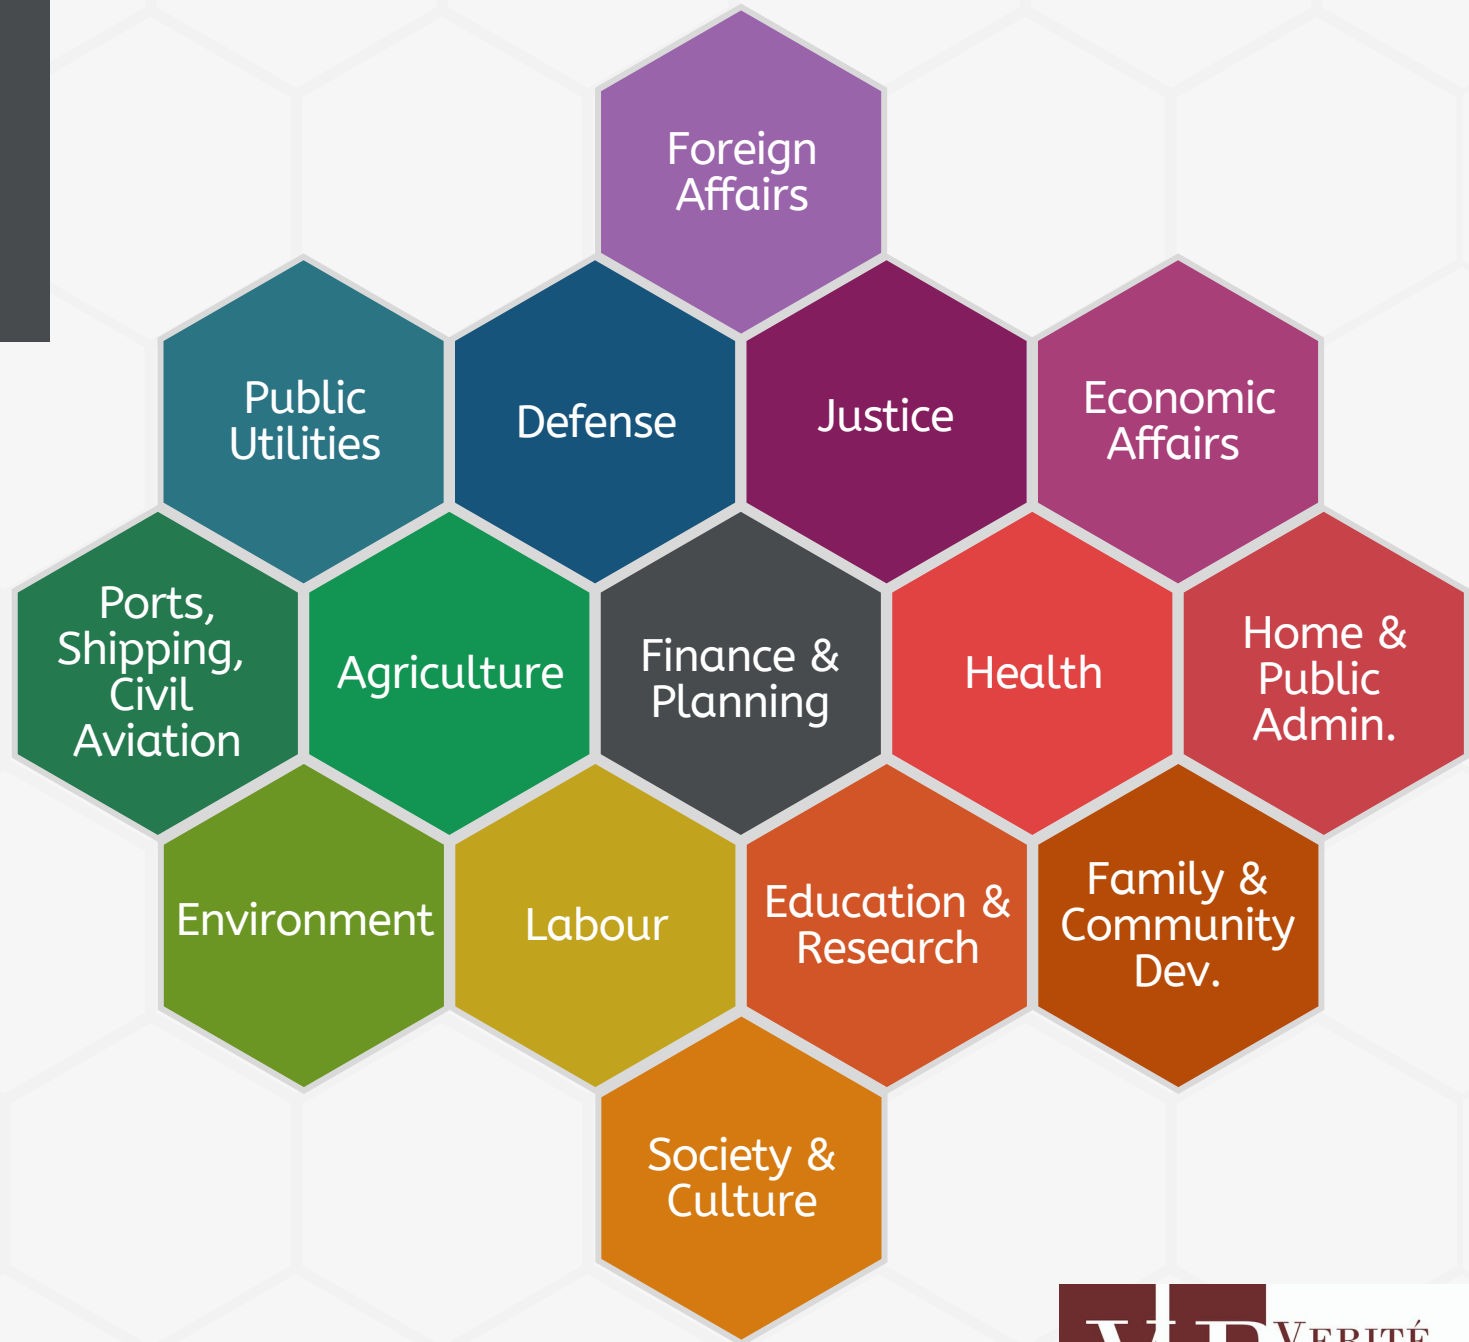 Foreign
Affairs
Public
Utilities
Defense
Justice
Economic
Affairs
Ports,
Shipping,
Civil
Aviation
Agriculture
Finance &
Planning
Health
Home &
Public
Admin.
Environment
Labour
Education &
Research
Family &
Community
Dev.
Society &
Culture
VERITÉ